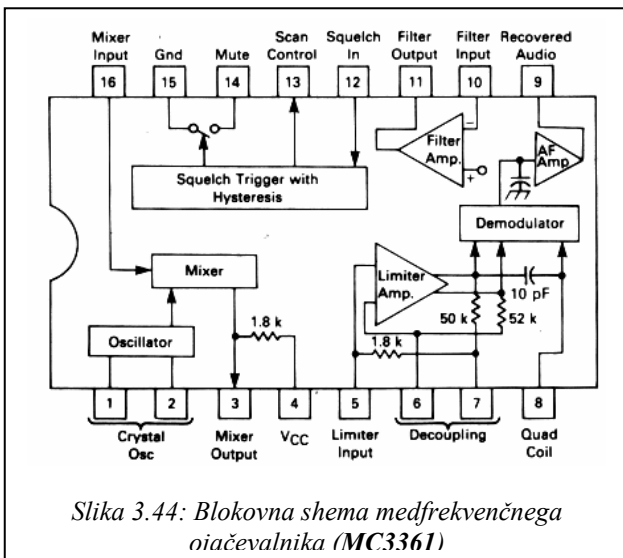 Mixer Input
Gnd
Mute
Scan Control
Squelch In
Filter Output
Filter Input
Recovered Audio
16 15 14 13 12 11 10 9
Filter Amp.
AF Amp
Squelch Trigger with Hysteresis
Demodulator
Mixer
Limiter Amp.
10 pF
1.8 k
50 k
52 k
Oscillator
1.8 k
1 2 3 4 5 6 7 8
Crystal Osc
Mixer Output
VCC
Limiter Input
Decoupling
Quad Coil
Slika 3.44: Blokovna shema medfrekvenčnega
ojačevalnika (MC3361)